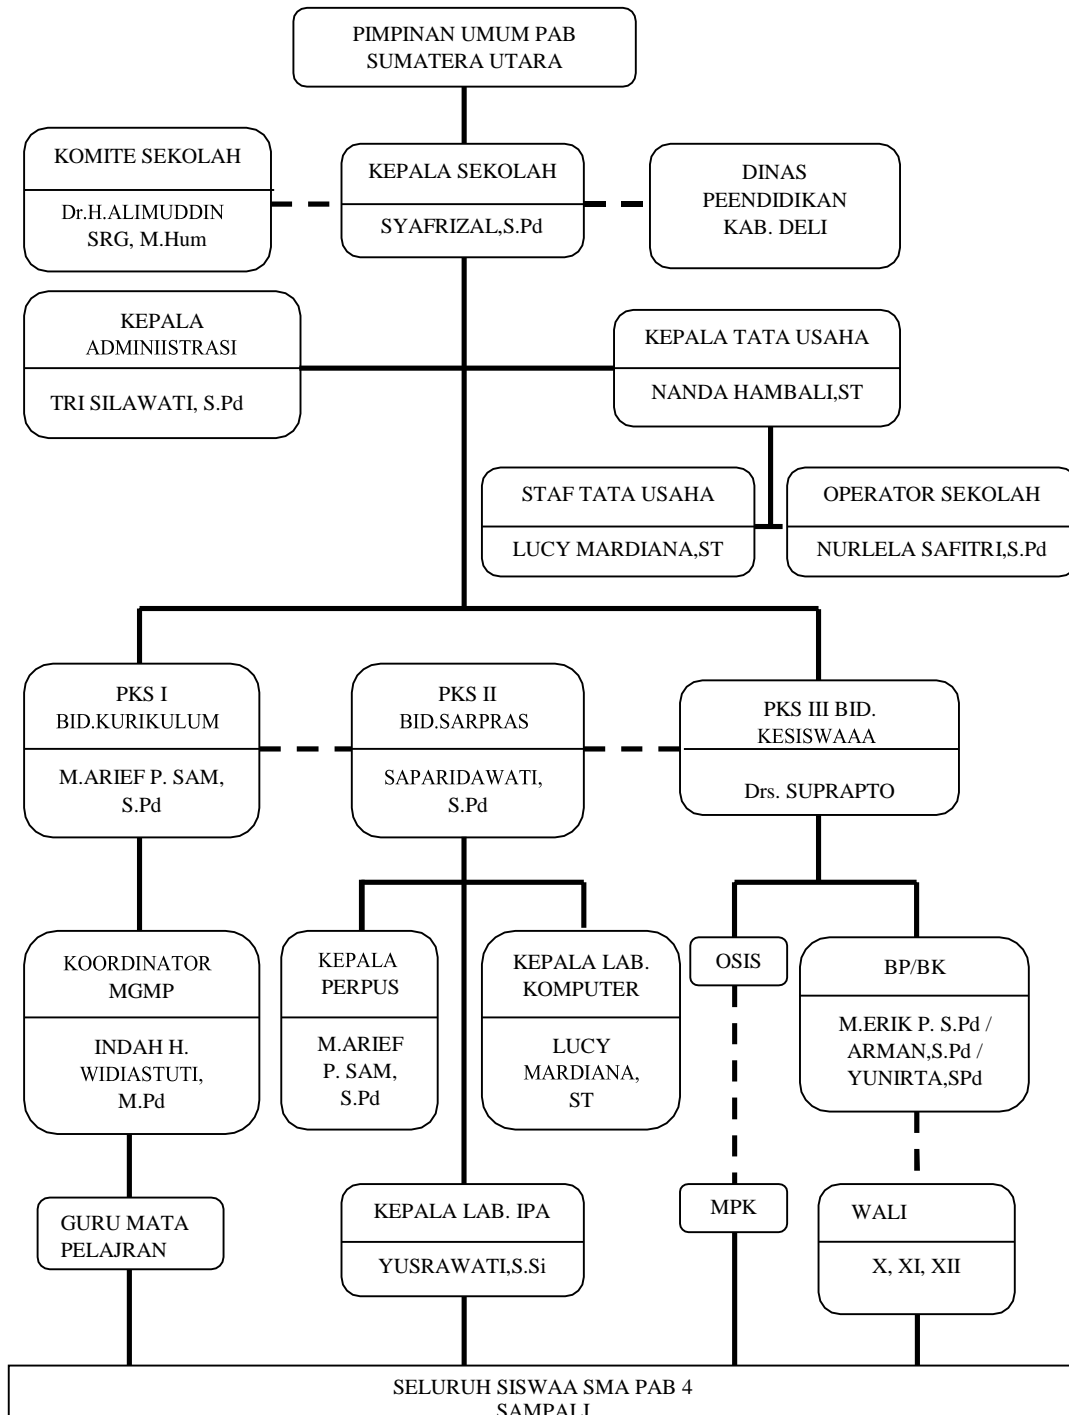 PIMPINAN UMUM PAB
SUMATERA UTARA
KOMITE SEKOLAH
Dr.H.ALIMUDDIN
SRG, M.Hum
KEPALA SEKOLAH
SYAFRIZAL,S.Pd
DINAS
PEENDIDIKAN
KAB. DELI
KEPALA
ADMINIISTRASI
TRI SILAWATI, S.Pd
KEPALA TATA USAHA
NANDA HAMBALI,ST
STAF TATA USAHA
LUCY MARDIANA,ST
OPERATOR SEKOLAH
NURLELA SAFITRI,S.Pd
PKS I
BID.KURIKULUM
M.ARIEF P. SAM,
S.Pd
PKS II
BID.SARPRAS
SAPARIDAWATI,
S.Pd
PKS III BID.
KESISWAAA
Drs. SUPRAPTO
KOORDINATOR
MGMP
INDAH H.
WIDIASTUTI,
M.Pd
KEPALA
PERPUS
M.ARIEF
P. SAM,
S.Pd
KEPALA LAB.
KOMPUTER
LUCY
MARDIANA,
ST
OSIS
BP/BK
M.ERIK P. S.Pd /
ARMAN,S.Pd /
YUNIRTA,SPd
GURU MATA
PELAJRAN
KEPALA LAB. IPA
YUSRAWATI,S.Si
MPK
WALI
X, XI, XII
SELURUH SISWAA SMA PAB 4
SAMPALI